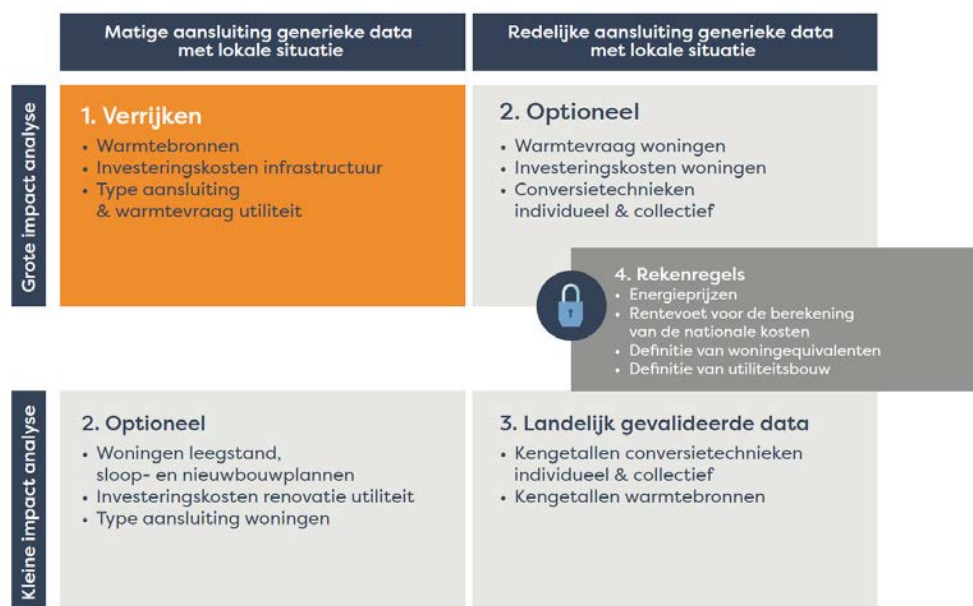 Matige aansluiting generieke data
met lokale situatie
Redelijke aansluiting generieke data
met lokale situatie
Grote impact analyse
1. Verrijken
• Warmtebronnen
• Investeringskosten infrastructuur
• Type aansluiting
& warmtevraag utiliteit
2. Optioneel
• Warmtevraag woningen
• Investeringskosten woningen
• Conversietechnieken
individueel & collectief
4. Rekenregels
• Energieprijzen
• Rentevoet voor de berekening
van de nationale kosten
• Definitie van woningequivalenten
• Definitie van utiliteitsbouw
Kleine impact analyse
2. Optioneel
• Woningen leegstand,
sloop- en nieuwbouwplannen
• Investeringskosten renovatie utiliteit
• Type aansluiting woningen
3. Landelijk gevalideerde data
• Kengetallen conversietechnieken
individueel & collectief
• Kengetallen warmtebronnen